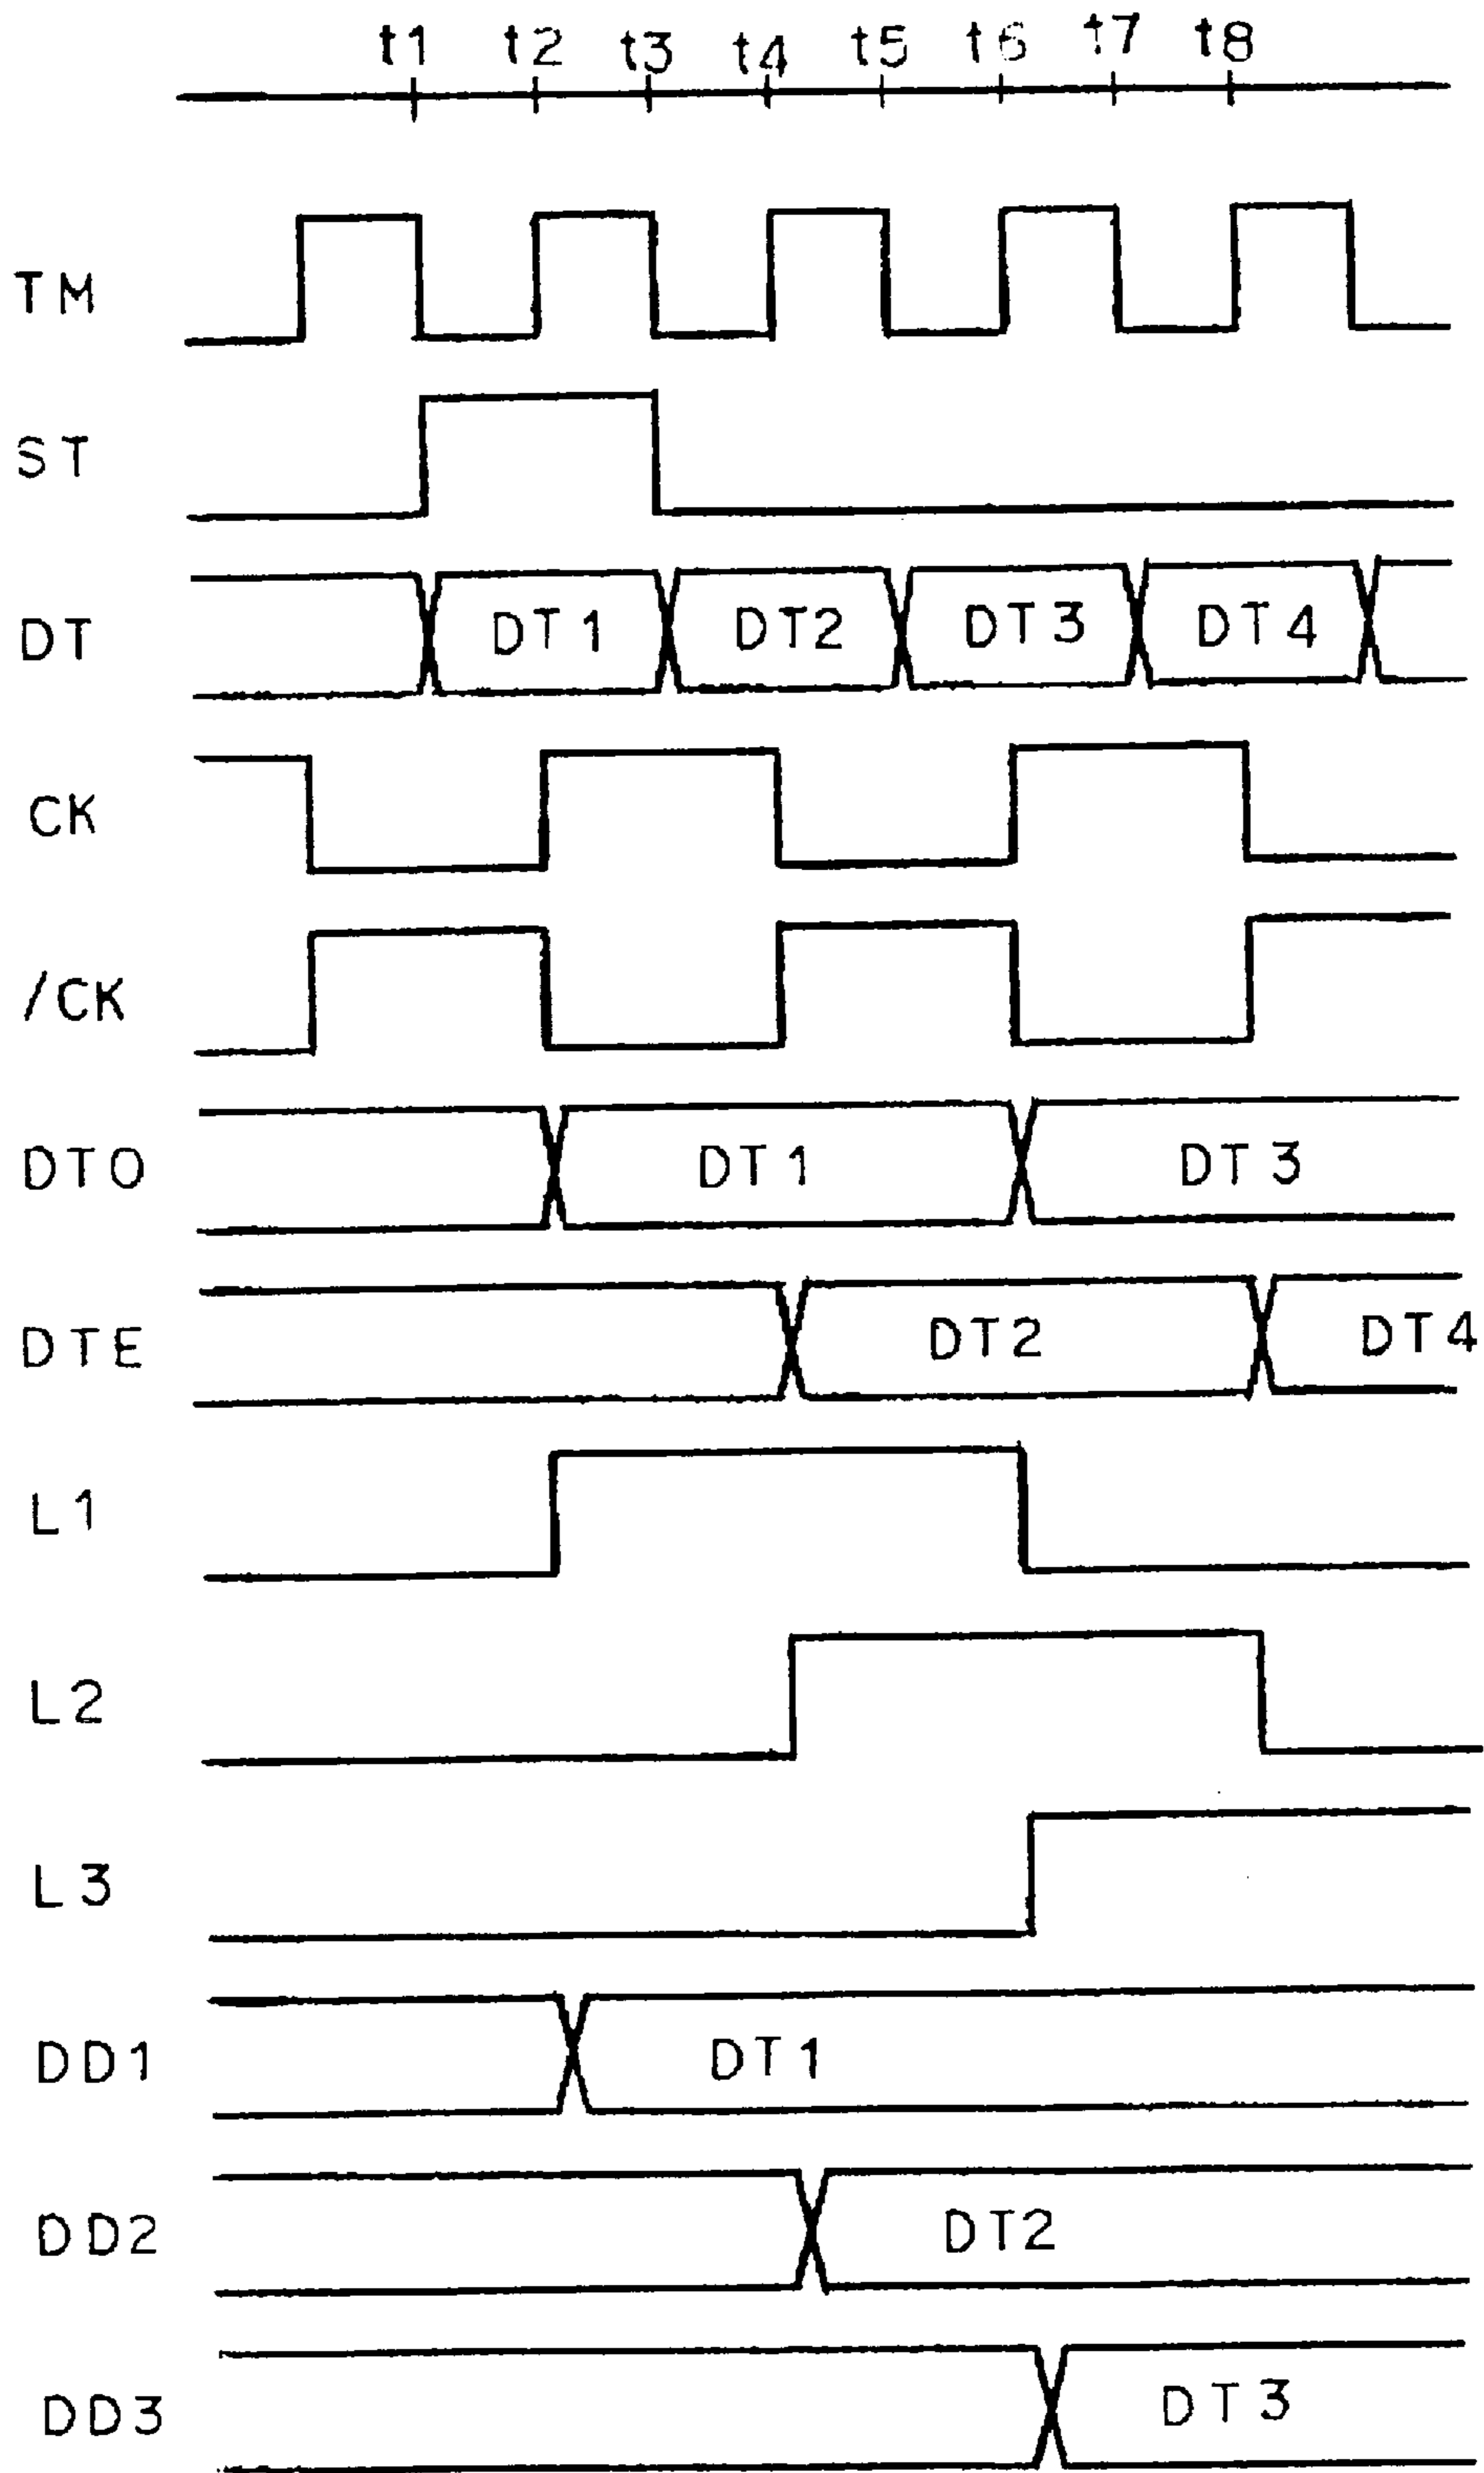 t1 t2 t3 t4 t5 t6 t7 t8
TM
ST
DT DT1 DT2 DT3 DT4
CK
/CK
DTO DT1 DT3
DTE DT2 DT4
L1
L2
L3
DD1 DT1
DD2 DT2
DD3 DT3